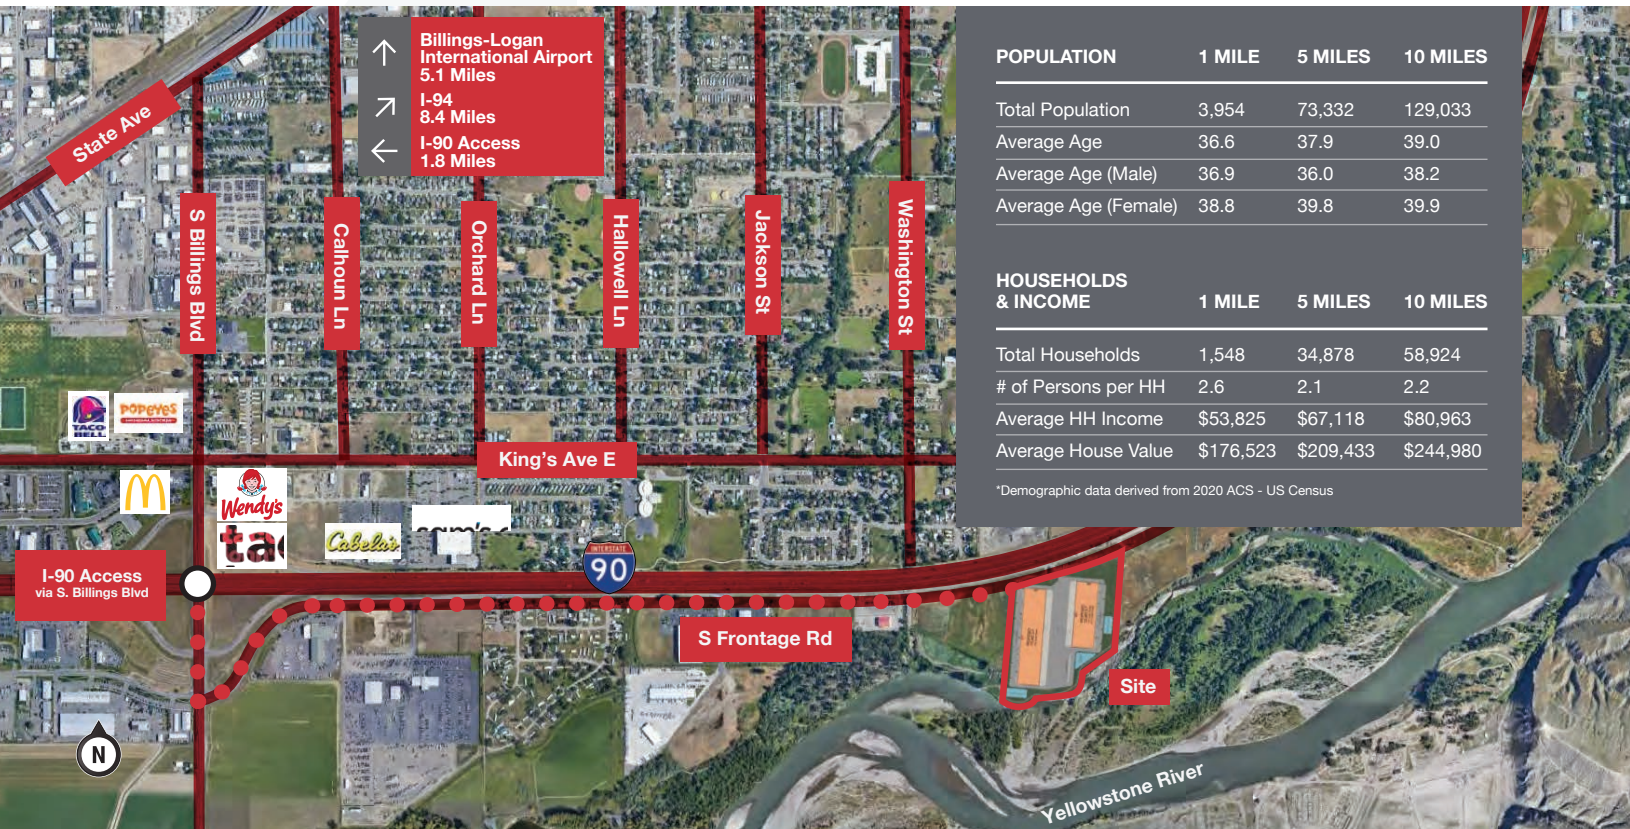 Billings-Logan
International Airport
5.1 Miles
I-94
8.4 Miles
I-90 Access
1.8 Miles
State Ave
S Billings Blvd
Calhoun Ln
Orchard Ln
Hallowell Ln
Jackson St
Washington St
POPULATION 1 MILE 5 MILES 10 MILES
Total Population 3,954 73,332 129,033
Average Age 36.6 37.9 39.0
Average Age (Male) 36.9 36.0 38.2
Average Age (Female) 38.8 39.8 39.9
HOUSEHOLDS
& INCOME 1 MILE 5 MILES 10 MILES
Total Households 1,548 34,878 58,924
# of Persons per HH 2.6 2.1 2.2
Average HH Income $53,825 $67,118 $80,963
Average House Value $176,523 $209,433 $244,980
*Demographic data derived from 2020 ACS - US Census
TACO
BELL
POPEYES
King's Ave E
Wendy's
ta
Cabela's
sam's c
INTERSTATE
90
I-90 Access
via S. Billings Blvd
S Frontage Rd
Site
N
Yellowstone River